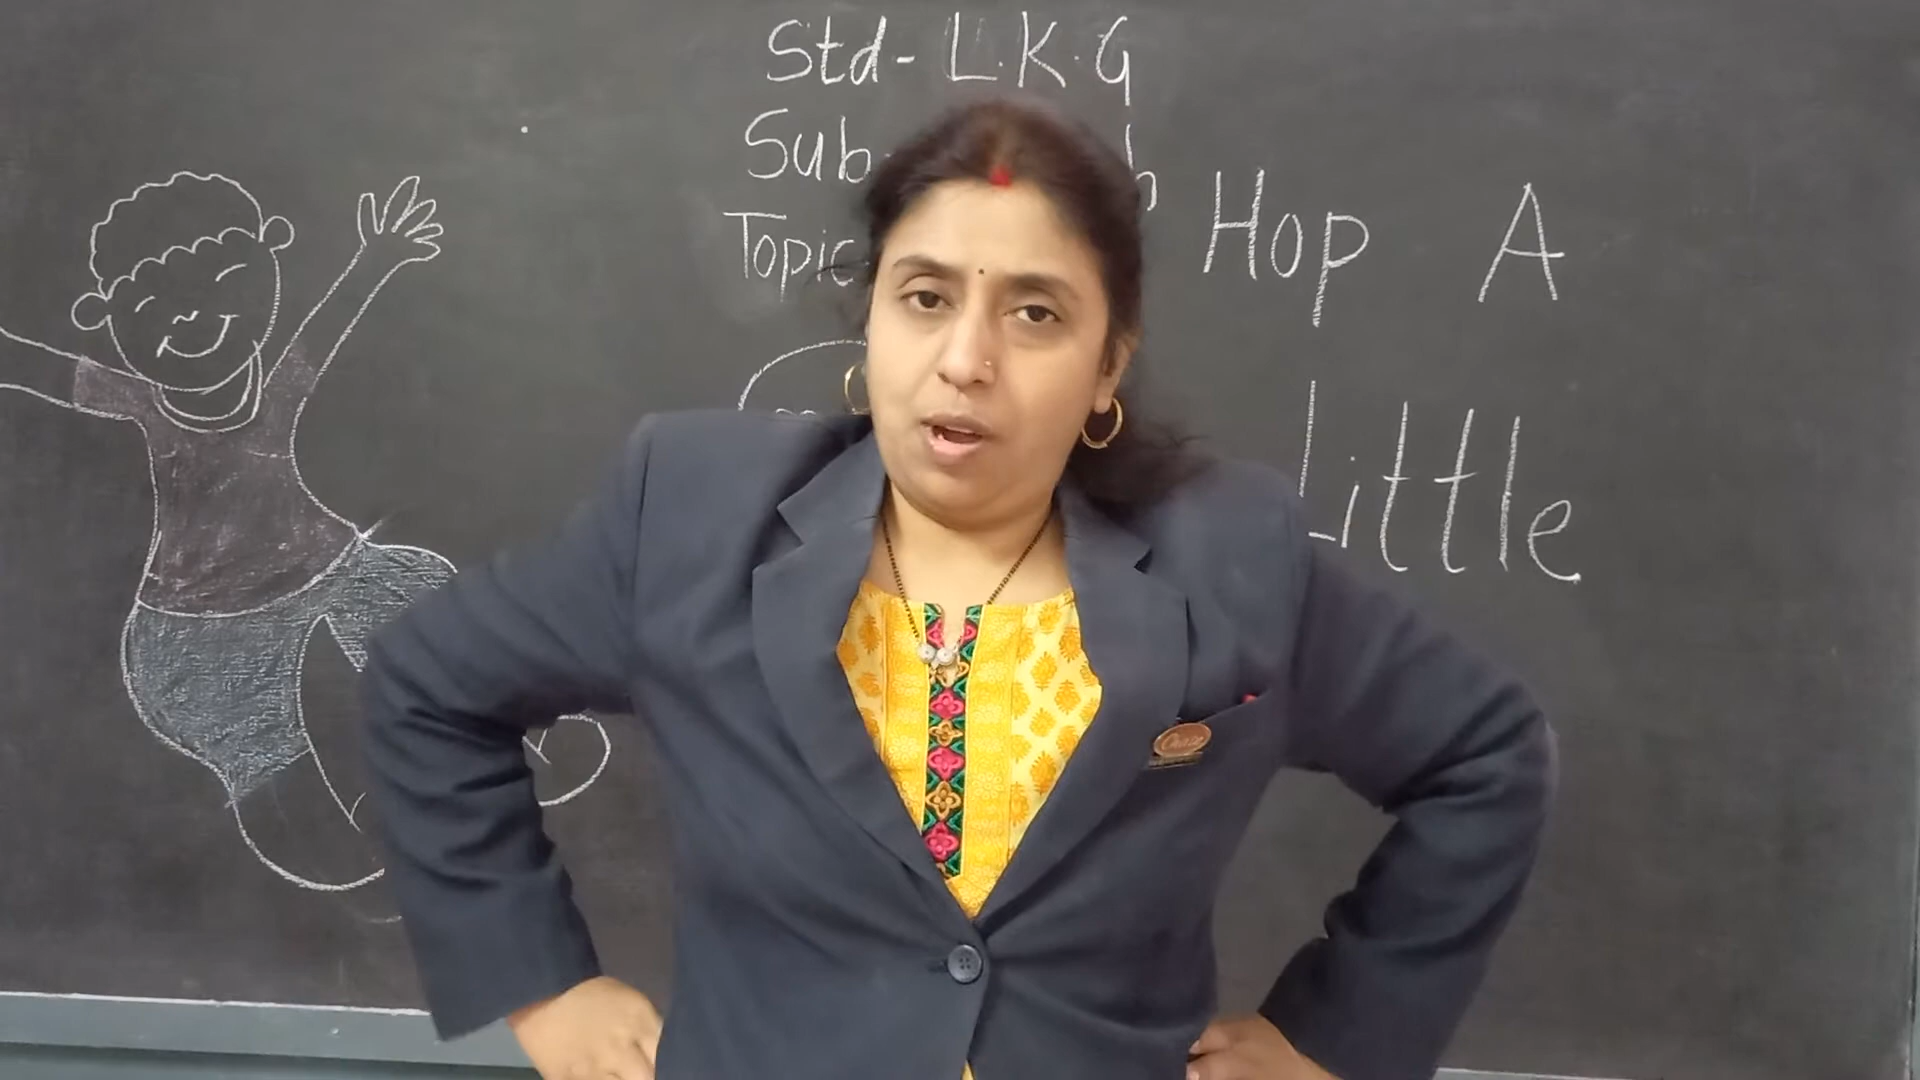 Std- L.K.G
Sub
Topic
Hop A
Little